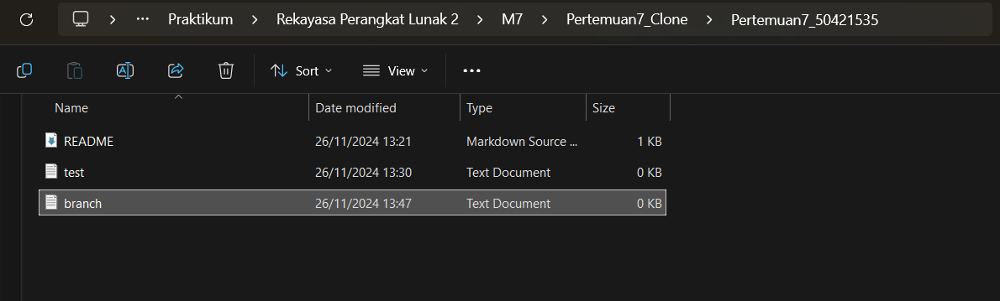 Praktikum > Rekayasa Perangkat Lunak 2 > M7 > Pertemuan7_Clone > Pertemuan7_50421535
Sort View
Name Date modified Type Size
README 26/11/2024 13:21 Markdown Source ... 1 KB
test 26/11/2024 13:30 Text Document 0 KB
branch 26/11/2024 13:47 Text Document 0 KB